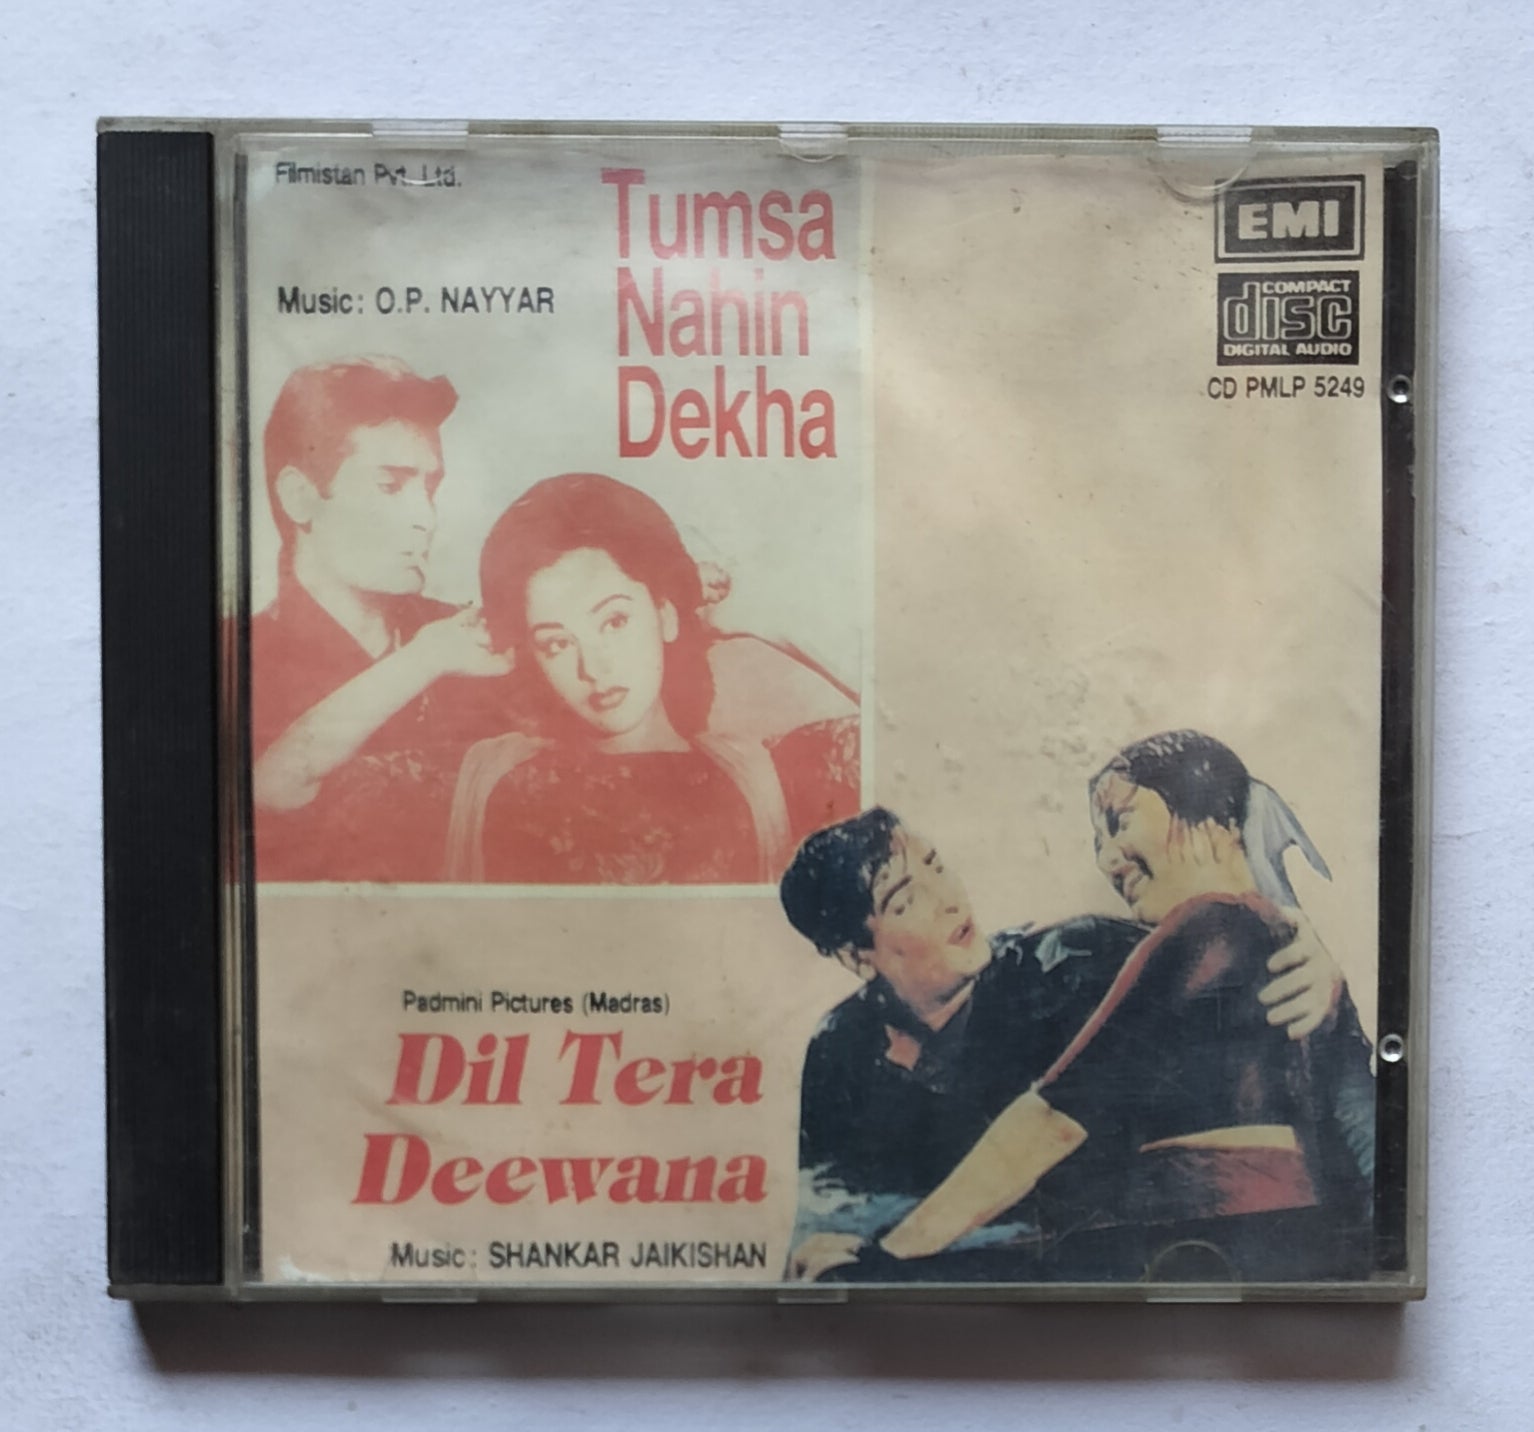 Filmistan Pvt. Ltd.
Music: O.P. NAYYAR
Tumsa
Nahin
Dekha
EMI
COMPACT
disc
DIGITAL AUDIO
CD PMLP 5249
Padmini Pictures (Madras)
Dil Tera
Deewana
Music: SHANKAR JAIKISHAN